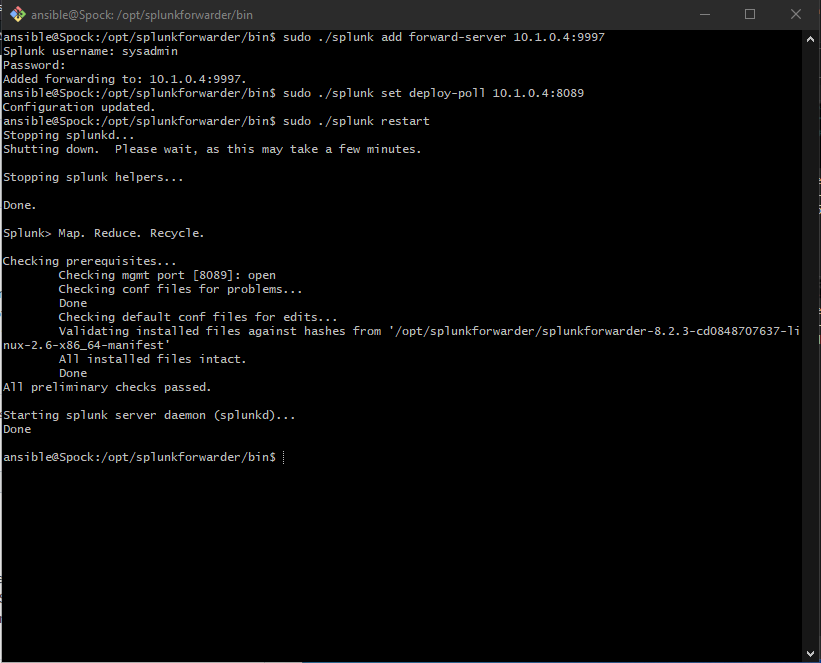 ansible@Spock: /opt/splunkforwarder/bin
ansible@Spock:/opt/splunkforwarder/bin$ sudo ./splunk add forward-server 10.1.0.4:9997
Splunk username: sysadmin
Password:
Added forwarding to: 10.1.0.4:9997.
ansible@Spock:/opt/splunkforwarder/bin$ sudo ./splunk set deploy-poll 10.1.0.4:8089
Configuration updated.
ansible@Spock:/opt/splunkforwarder/bin$ sudo ./splunk restart
Stopping splunkd...
Shutting down.  Please wait, as this may take a few minutes.
Stopping splunk helpers...
Done.
Splunk> Map. Reduce. Recycle.
Checking prerequisites...
Checking mgmt port [8089]: open
Checking conf files for problems...
Done
Checking default conf files for edits...
Validating installed files against hashes from '/opt/splunkforwarder/splunkforwarder-8.2.3-cd0848707637-li
nux-2.6-x86_64-manifest'
All installed files intact.
Done
All preliminary checks passed.
Starting splunk server daemon (splunkd)...
Done
ansible@Spock:/opt/splunkforwarder/bin$